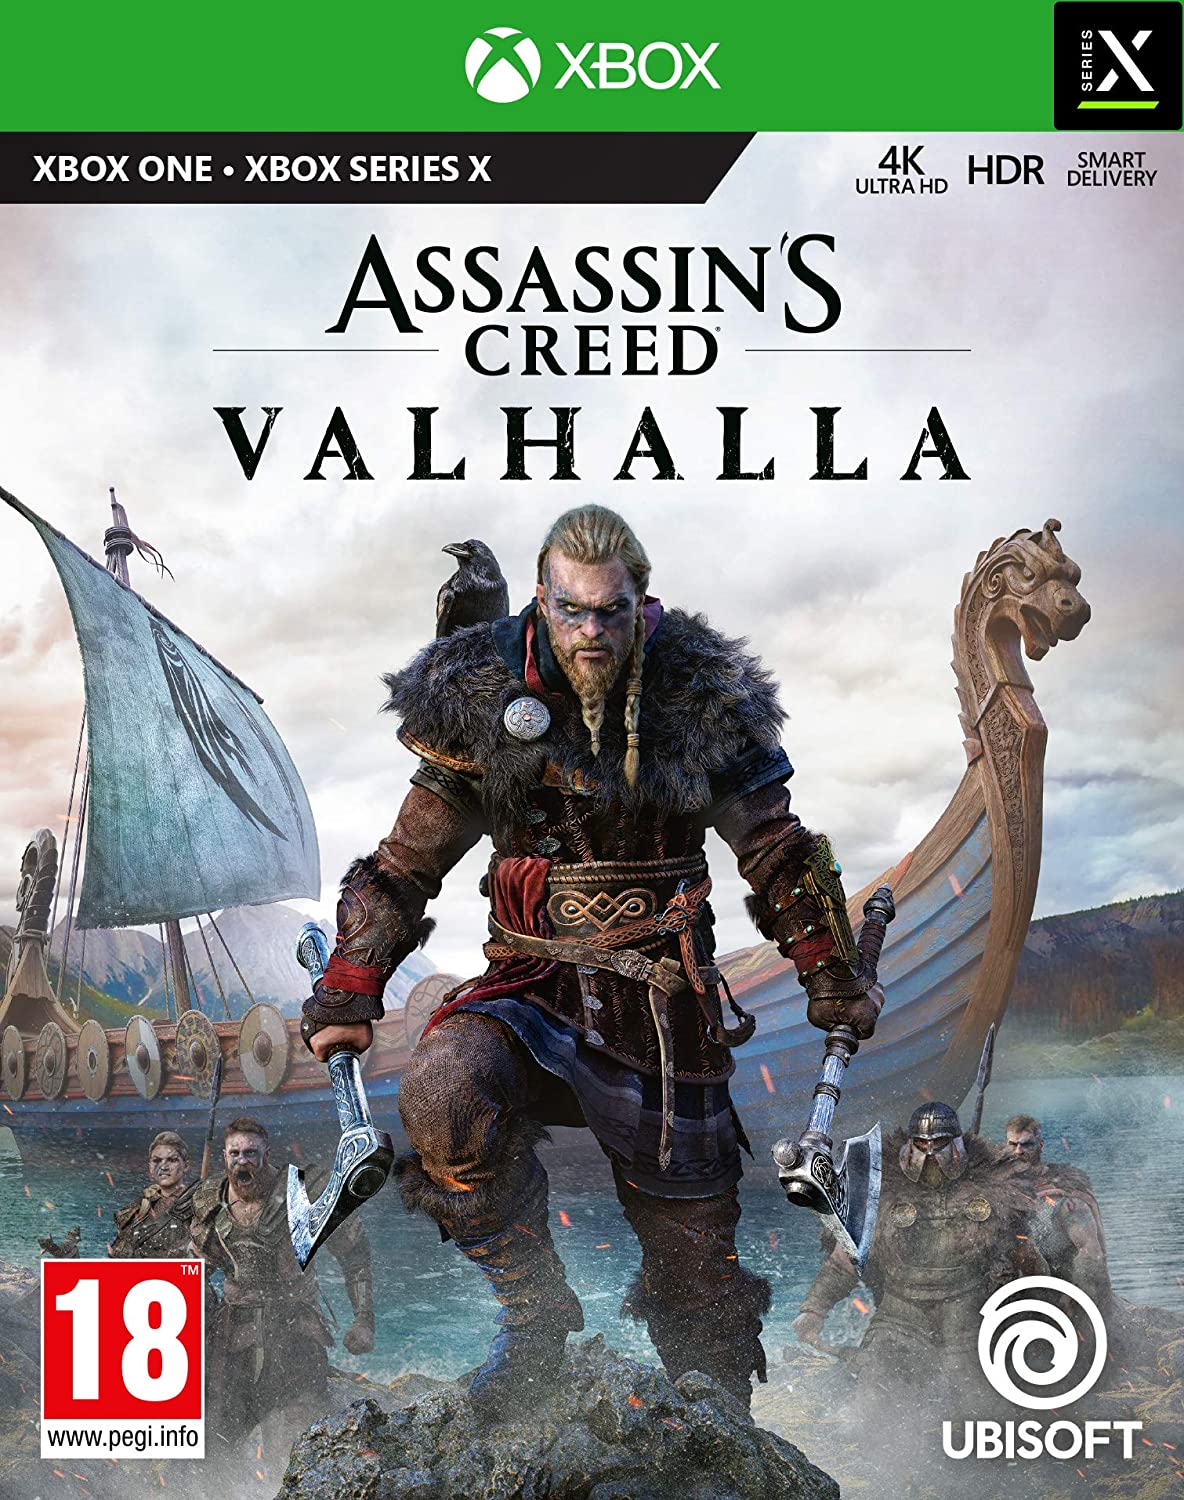 XBOX
SERIES X
XBOX ONE • XBOX SERIES X
4K
ULTRA HD
HDR
SMART
DELIVERY
ASSASSIN'S
CREED®
VALHALLA
18™
www.pegi.info
UBISOFT